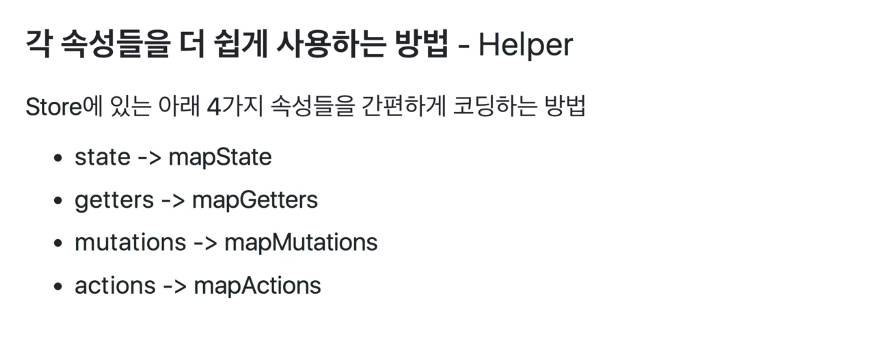 각 속성들을 더 쉽게 사용하는 방법 - Helper
Store에 있는 아래 4가지 속성들을 간편하게 코딩하는 방법
• state -> mapState
• getters -> mapGetters
• mutations -> mapMutations
• actions -> mapActions